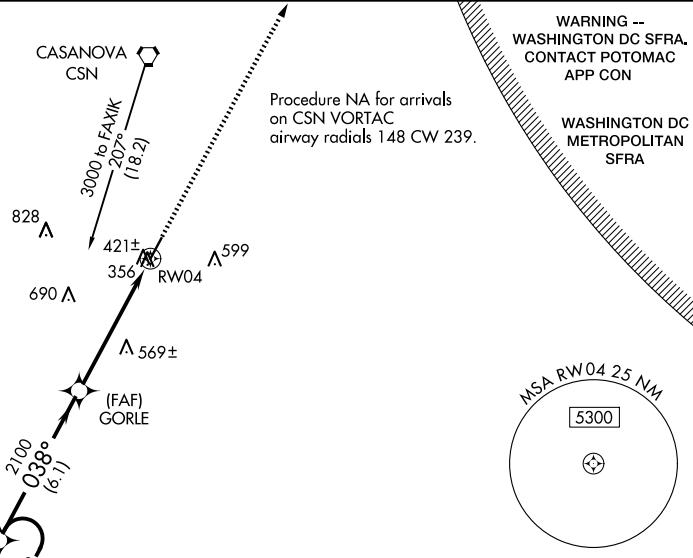 WARNING --
WASHINGTON DC SFRA.
CONTACT POTOMAC
APP CON
CASANOVA
CSN
Procedure NA for arrivals
on CSN VORTAC
airway radials 148 CW 239.
WASHINGTON DC
METROPOLITAN
SFRA
3000 to FAXIK
207°
(18.2)
828
421±
599
356
RW04
690
569±
(FAF)
GORLE
MSA RW04 25 NM
5300
2100
038°
(6.1)